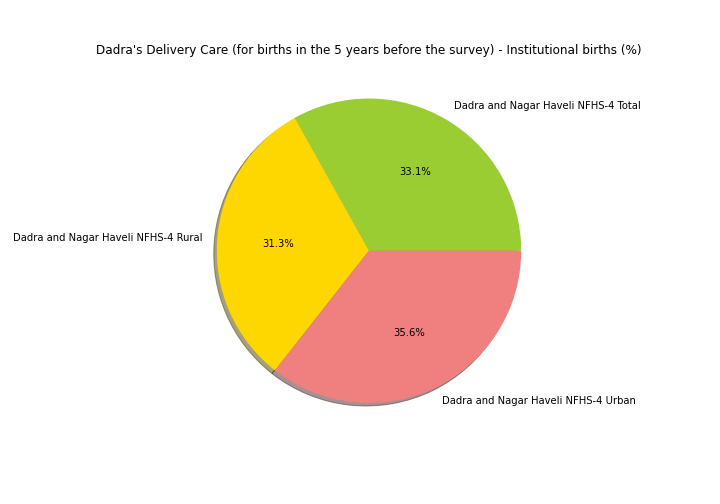 Dadra's Delivery Care (for births in the 5 years before the survey) - Institutional births (%)
Dadra and Nagar Haveli NFHS-4 Total
33.1%
Dadra and Nagar Haveli NFHS-4 Rural
31.3%
35.6%
Dadra and Nagar Haveli NFHS-4 Urban